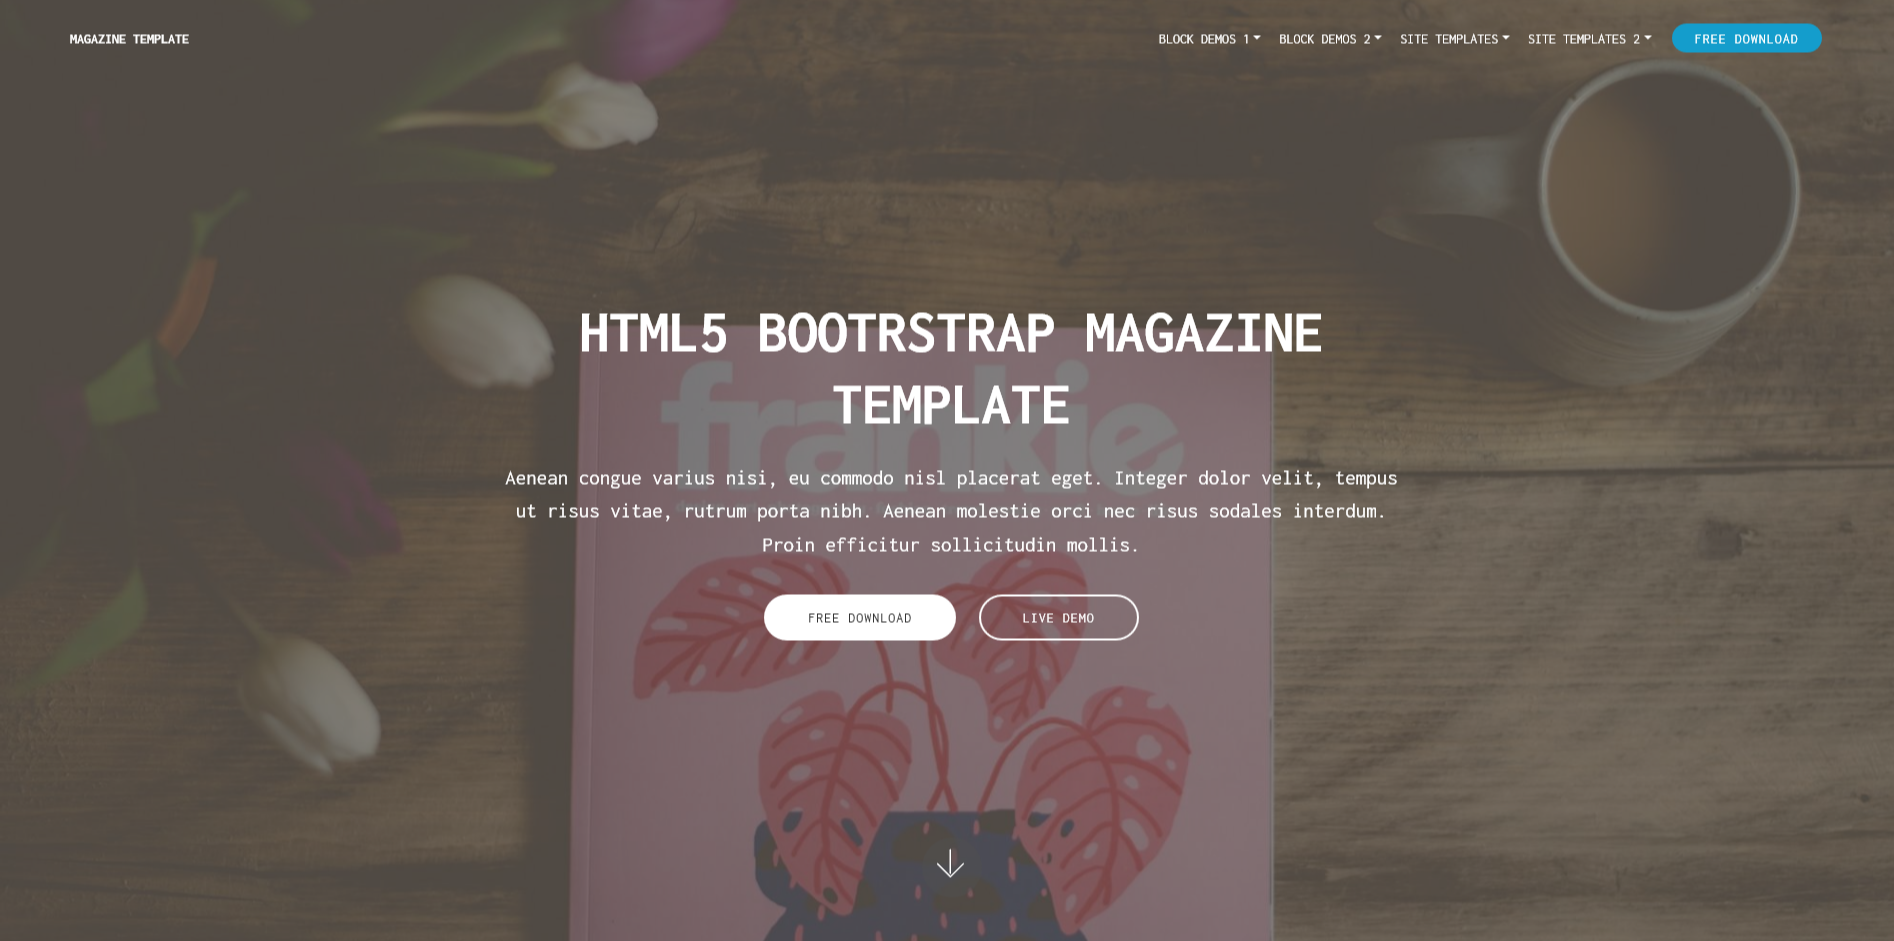 MAGAZINE TEMPLATE
BLOCK DEMOS 1 BLOCK DEMOS 2 SITE TEMPLATES SITE TEMPLATES 2 FREE DOWNLOAD
HTML5 BOOTRSTRAP MAGAZINE
TEMPLATE
frankie
Aenean congue varius nisi, eu commodo nisl placerat eget. Integer dolor velit, tempus
ut risus vitae, rutrum porta nibh. Aenean molestie orci nec risus sodales interdum.
Proin efficitur sollicitudin mollis.
FREE DOWNLOAD LIVE DEMO